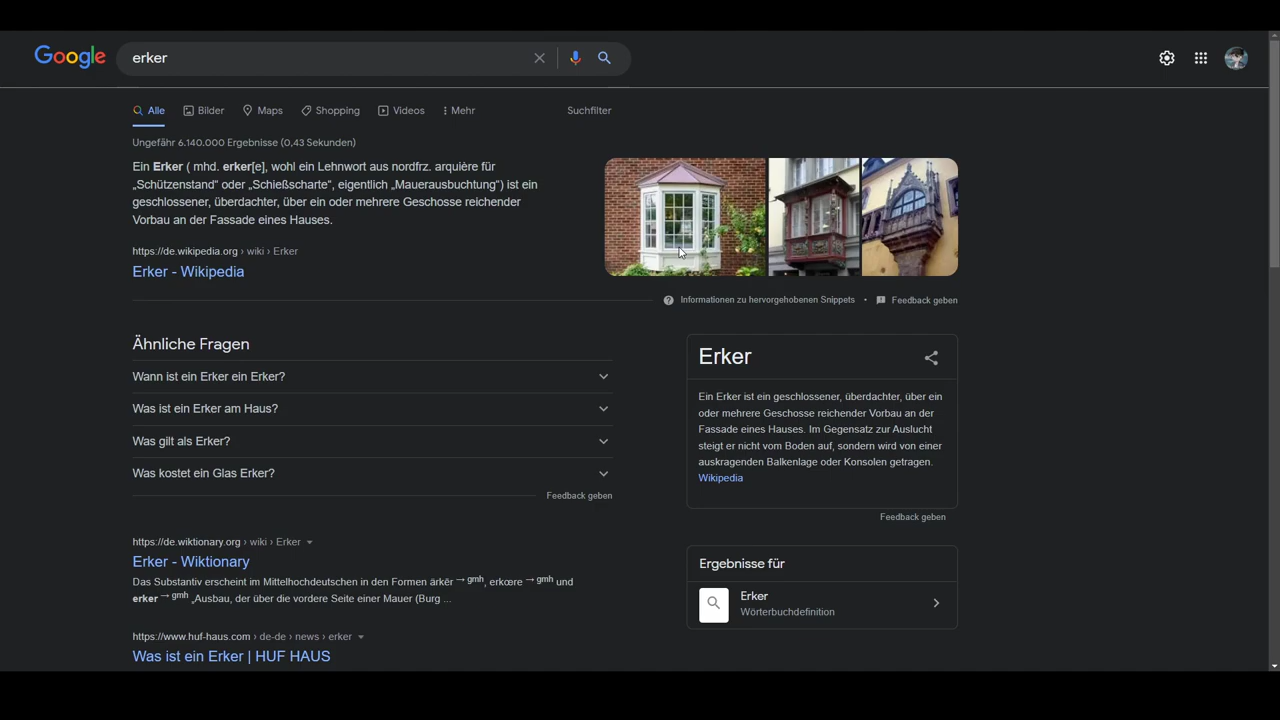 Google
erker
Alle
Bilder
Maps
Shopping
Videos
Mehr
Suchfilter
Ungefähr 6.140.000 Ergebnisse (0,43 Sekunden)
Ein Erker ( mhd. erker[e], wohl ein Lehnwort aus nordfrz. arquière für
„Schützenstand“ oder „Schießscharte“, eigentlich „Mauerausbuchtung“) ist ein
geschlossener, überdachter, über ein oder mehrere Geschosse reichender
Vorbau an der Fassade eines Hauses.
https://de.wikipedia.org › wiki › Erker
Erker - Wikipedia
Informationen zu hervorgehobenen Snippets • Feedback geben
Ähnliche Fragen
Wann ist ein Erker ein Erker?
Was ist ein Erker am Haus?
Was gilt als Erker?
Was kostet ein Glas Erker?
Feedback geben
https://de.wiktionary.org › wiki › Erker
Erker - Wiktionary
Das Substantiv erscheint im Mittelhochdeutschen in den Formen ärkēr → gmh, erkœre → gmh und
erker → gmh „Ausbau, der über die vordere Seite einer Mauer (Burg ...
https://www.huf-haus.com › de-de › news › erker
Was ist ein Erker | HUF HAUS
Erker
Ein Erker ist ein geschlossener, überdachter, über ein
oder mehrere Geschosse reichender Vorbau an der
Fassade eines Hauses. Im Gegensatz zur Auslucht
steigt er nicht vom Boden auf, sondern wird von einer
auskragenden Balkenlage oder Konsolen getragen.
Wikipedia
Feedback geben
Ergebnisse für
Erker
Wörterbuchdefinition